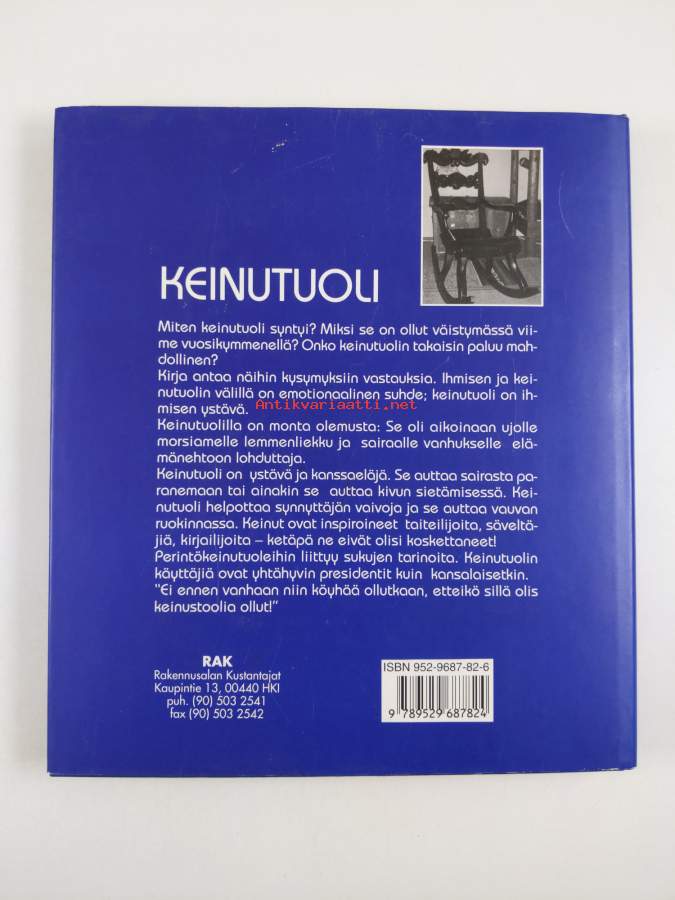 KEINUTUOLI
Miten keinutuoli syntyi? Miksi se on ollut väistymässä vii-
me vuosikymmenellä? Onko keinutuolin takaisin paluu mah-
dollinen?
Kirja antaa näihin kysymyksiin vastauksia. Ihmisen ja kei-
nutuolin välillä on emotionaalinen suhde; keinutuoli on ih-
misen ystävä.
Antikvariaatti.net
Keinutuolilla on monta olemusta: Se oli aikoinaan ujolle
morsiamelle lemmenliekku ja sairaalle vanhukselle elä-
mänehtoon lohduttaja.
Keinutuoli on ystävä ja kanssaeläjä. Se auttaa sairasta pa-
ranemaan tai ainakin se auttaa kivun sietämisessä. Kei-
nutuoli helpottaa synnyttäjän vaivoja ja se auttaa vauvan
ruokinnassa. Keinut ovat inspiroineet taiteilijoita, säveltä-
jiä, kirjailijoita – ketäpä ne eivät olisi koskettaneet!
Perintökeinutuoleihin liittyy sukujen tarinoita. Keinutuolin
käyttäjiä ovat yhtähyvin presidentit kuin kansalaisetkin.
"Ei ennen vanhaan niin köyhää ollutkaan, etteikö sillä olis
keinustoolia ollut!"
RAK
Rakennusalan Kustantajat
Kaupintie 13, 00440 HKI
puh. (90) 503 2541
fax (90) 503 2542
ISBN 952-9687-82-6
9 789529 687824